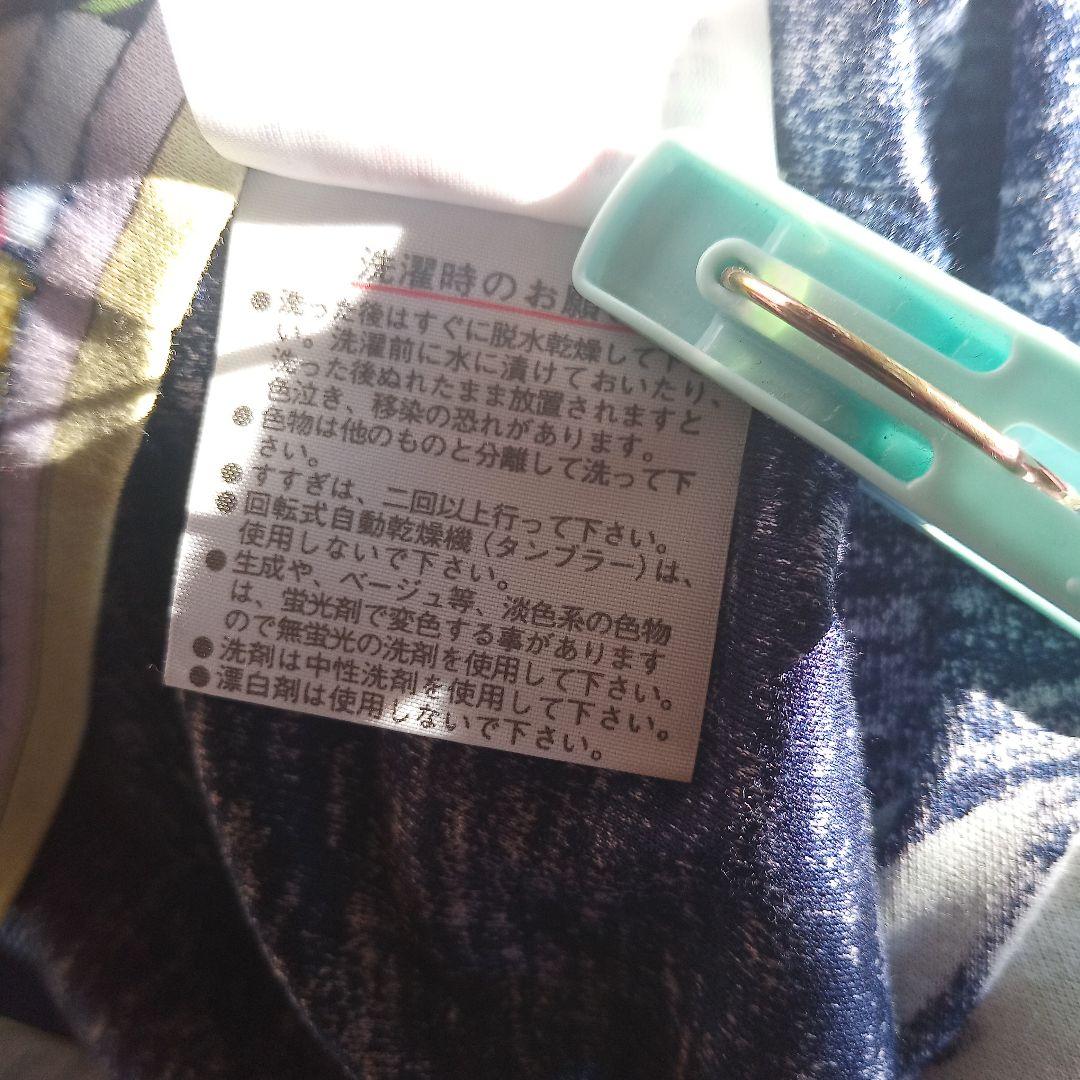 洗濯時のお願
●洗った後はすぐに脱水乾燥して下
い。洗濯前に水に漬けておいたり、
洗った後ぬれたまま放置されますと
色泣き、移染の恐れがあります。
●色物は他のものと分離して洗って下
さい。
●すすぎは、二回以上行って下さい。
●回転式自動乾燥機(タンブラー)は、
使用しないで下さい。
●生成や、ベージュ等、淡色系の色物
は、蛍光剤で変色する事があります
ので無蛍光の洗剤を使用して下さい。
●洗剤は中性洗剤を使用して下さい。
●漂白剤は使用しないで下さい。